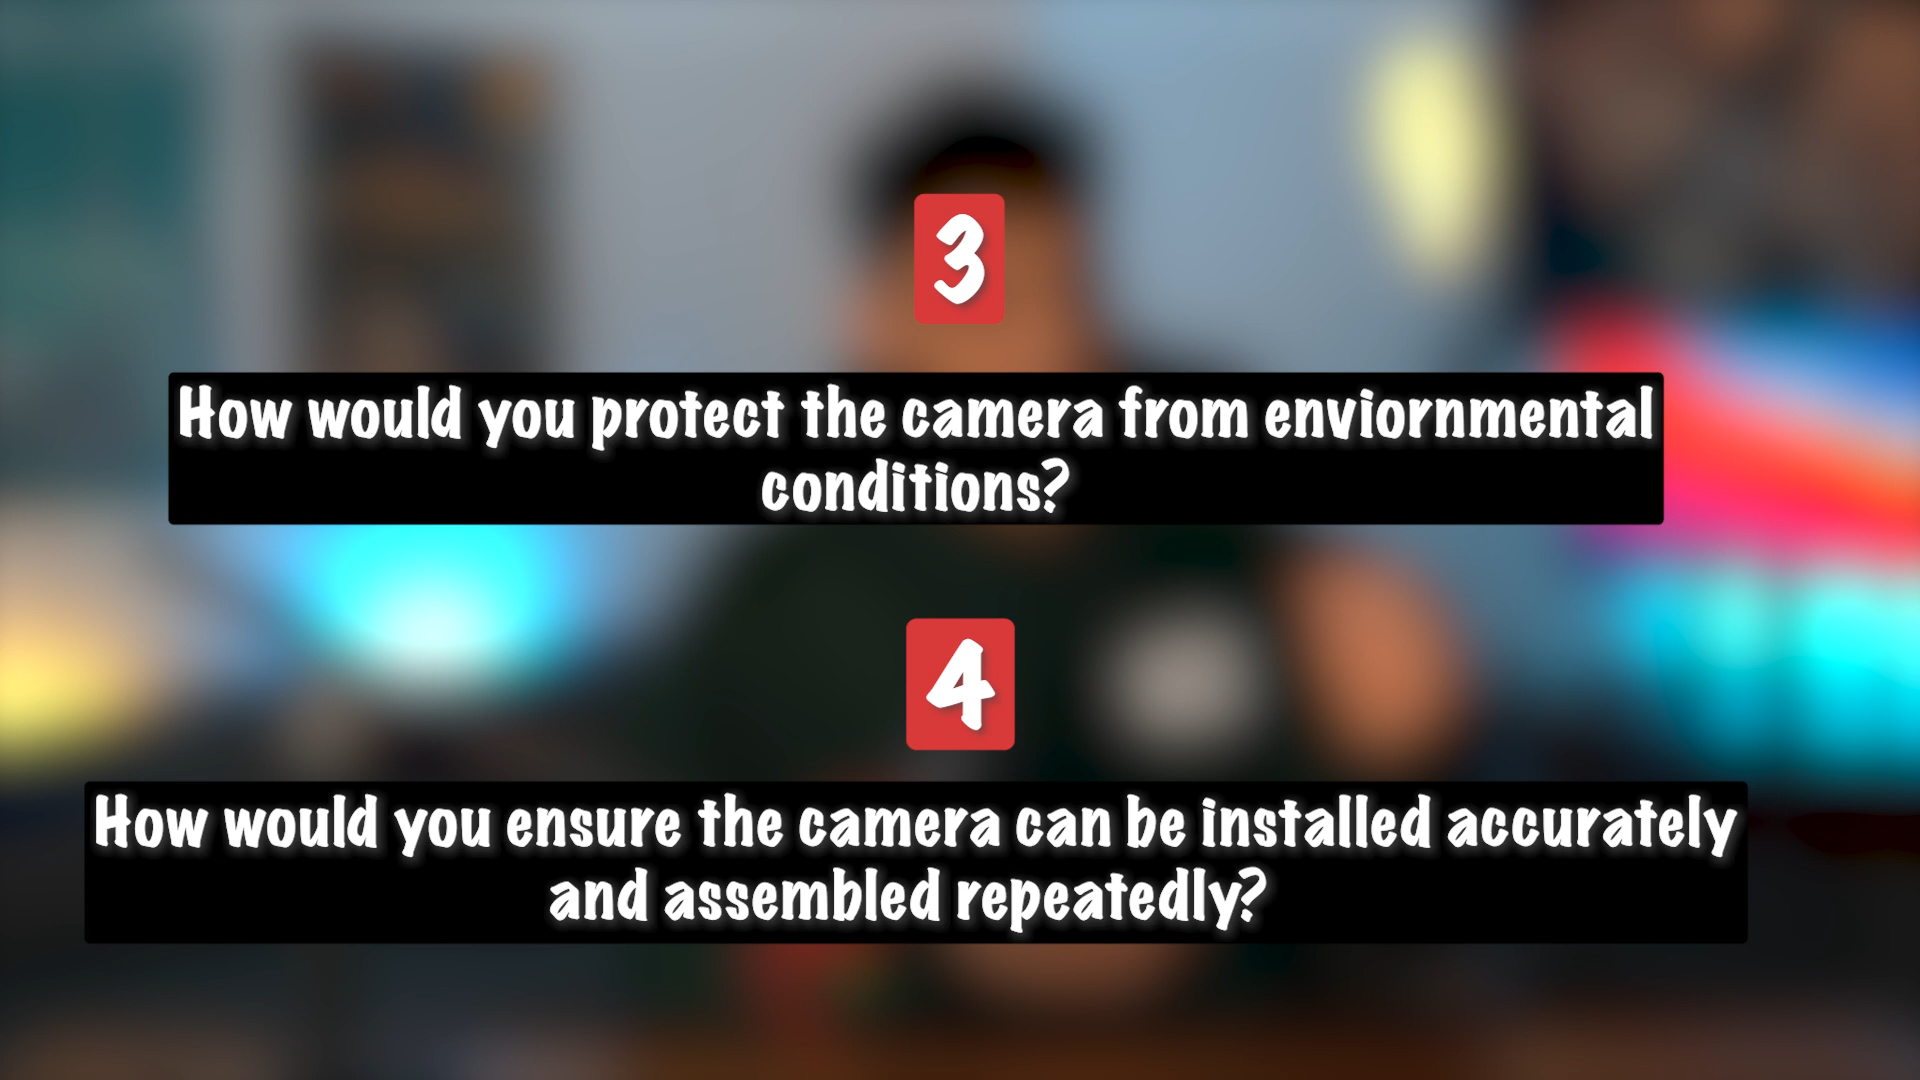 3
How would you protect the camera from enviornmental
conditions?
4
How would you ensure the camera can be installed accurately
and assembled repeatedly?